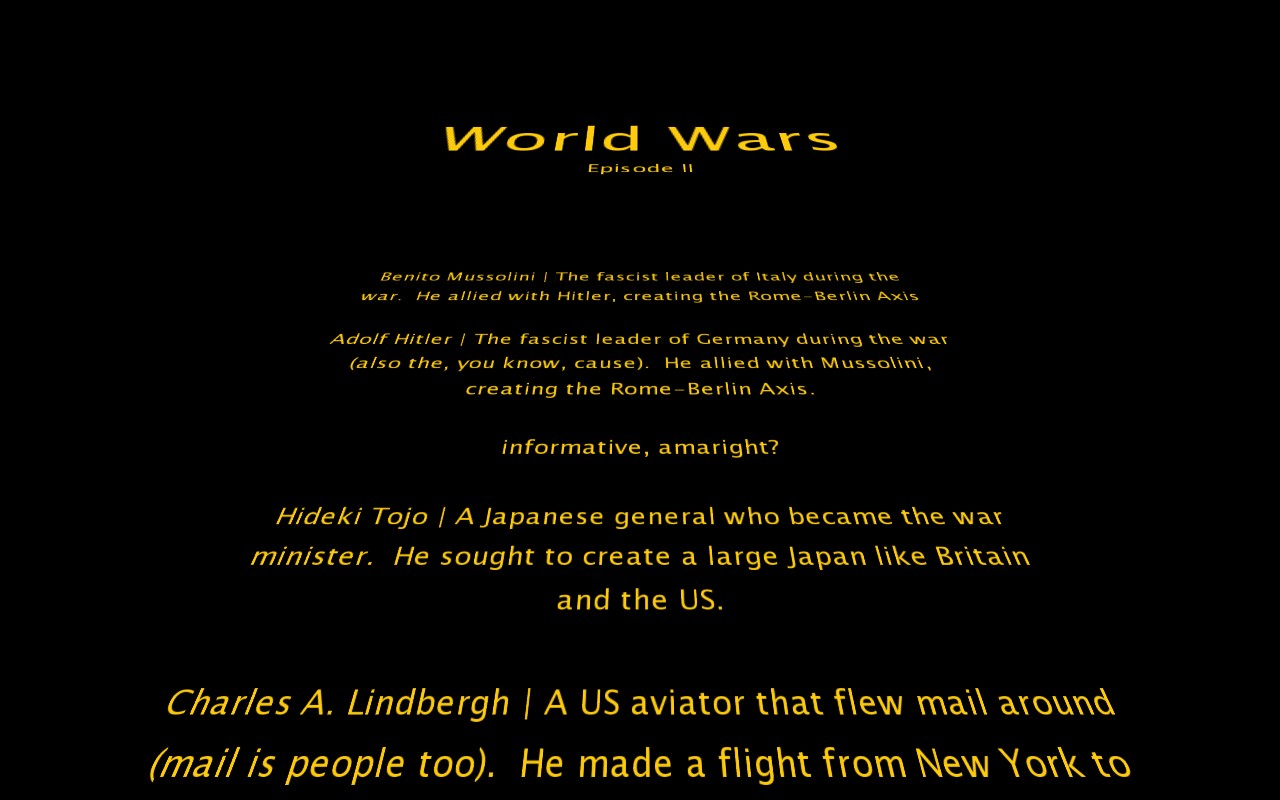 World Wars
Episode II
Benito Mussolini | The fascist leader of Italy during the
war.  He allied with Hitler, creating the Rome-Berlin Axis
Adolf Hitler | The fascist leader of Germany during the war
(also the, you know, cause).  He allied with Mussolini,
creating the Rome-Berlin Axis.
informative, amaright?
Hideki Tojo | A Japanese general who became the war
minister.  He sought to create a large Japan like Britain
and the US.
Charles A. Lindbergh | A US aviator that flew mail around
(mail is people too).  He made a flight from New York to